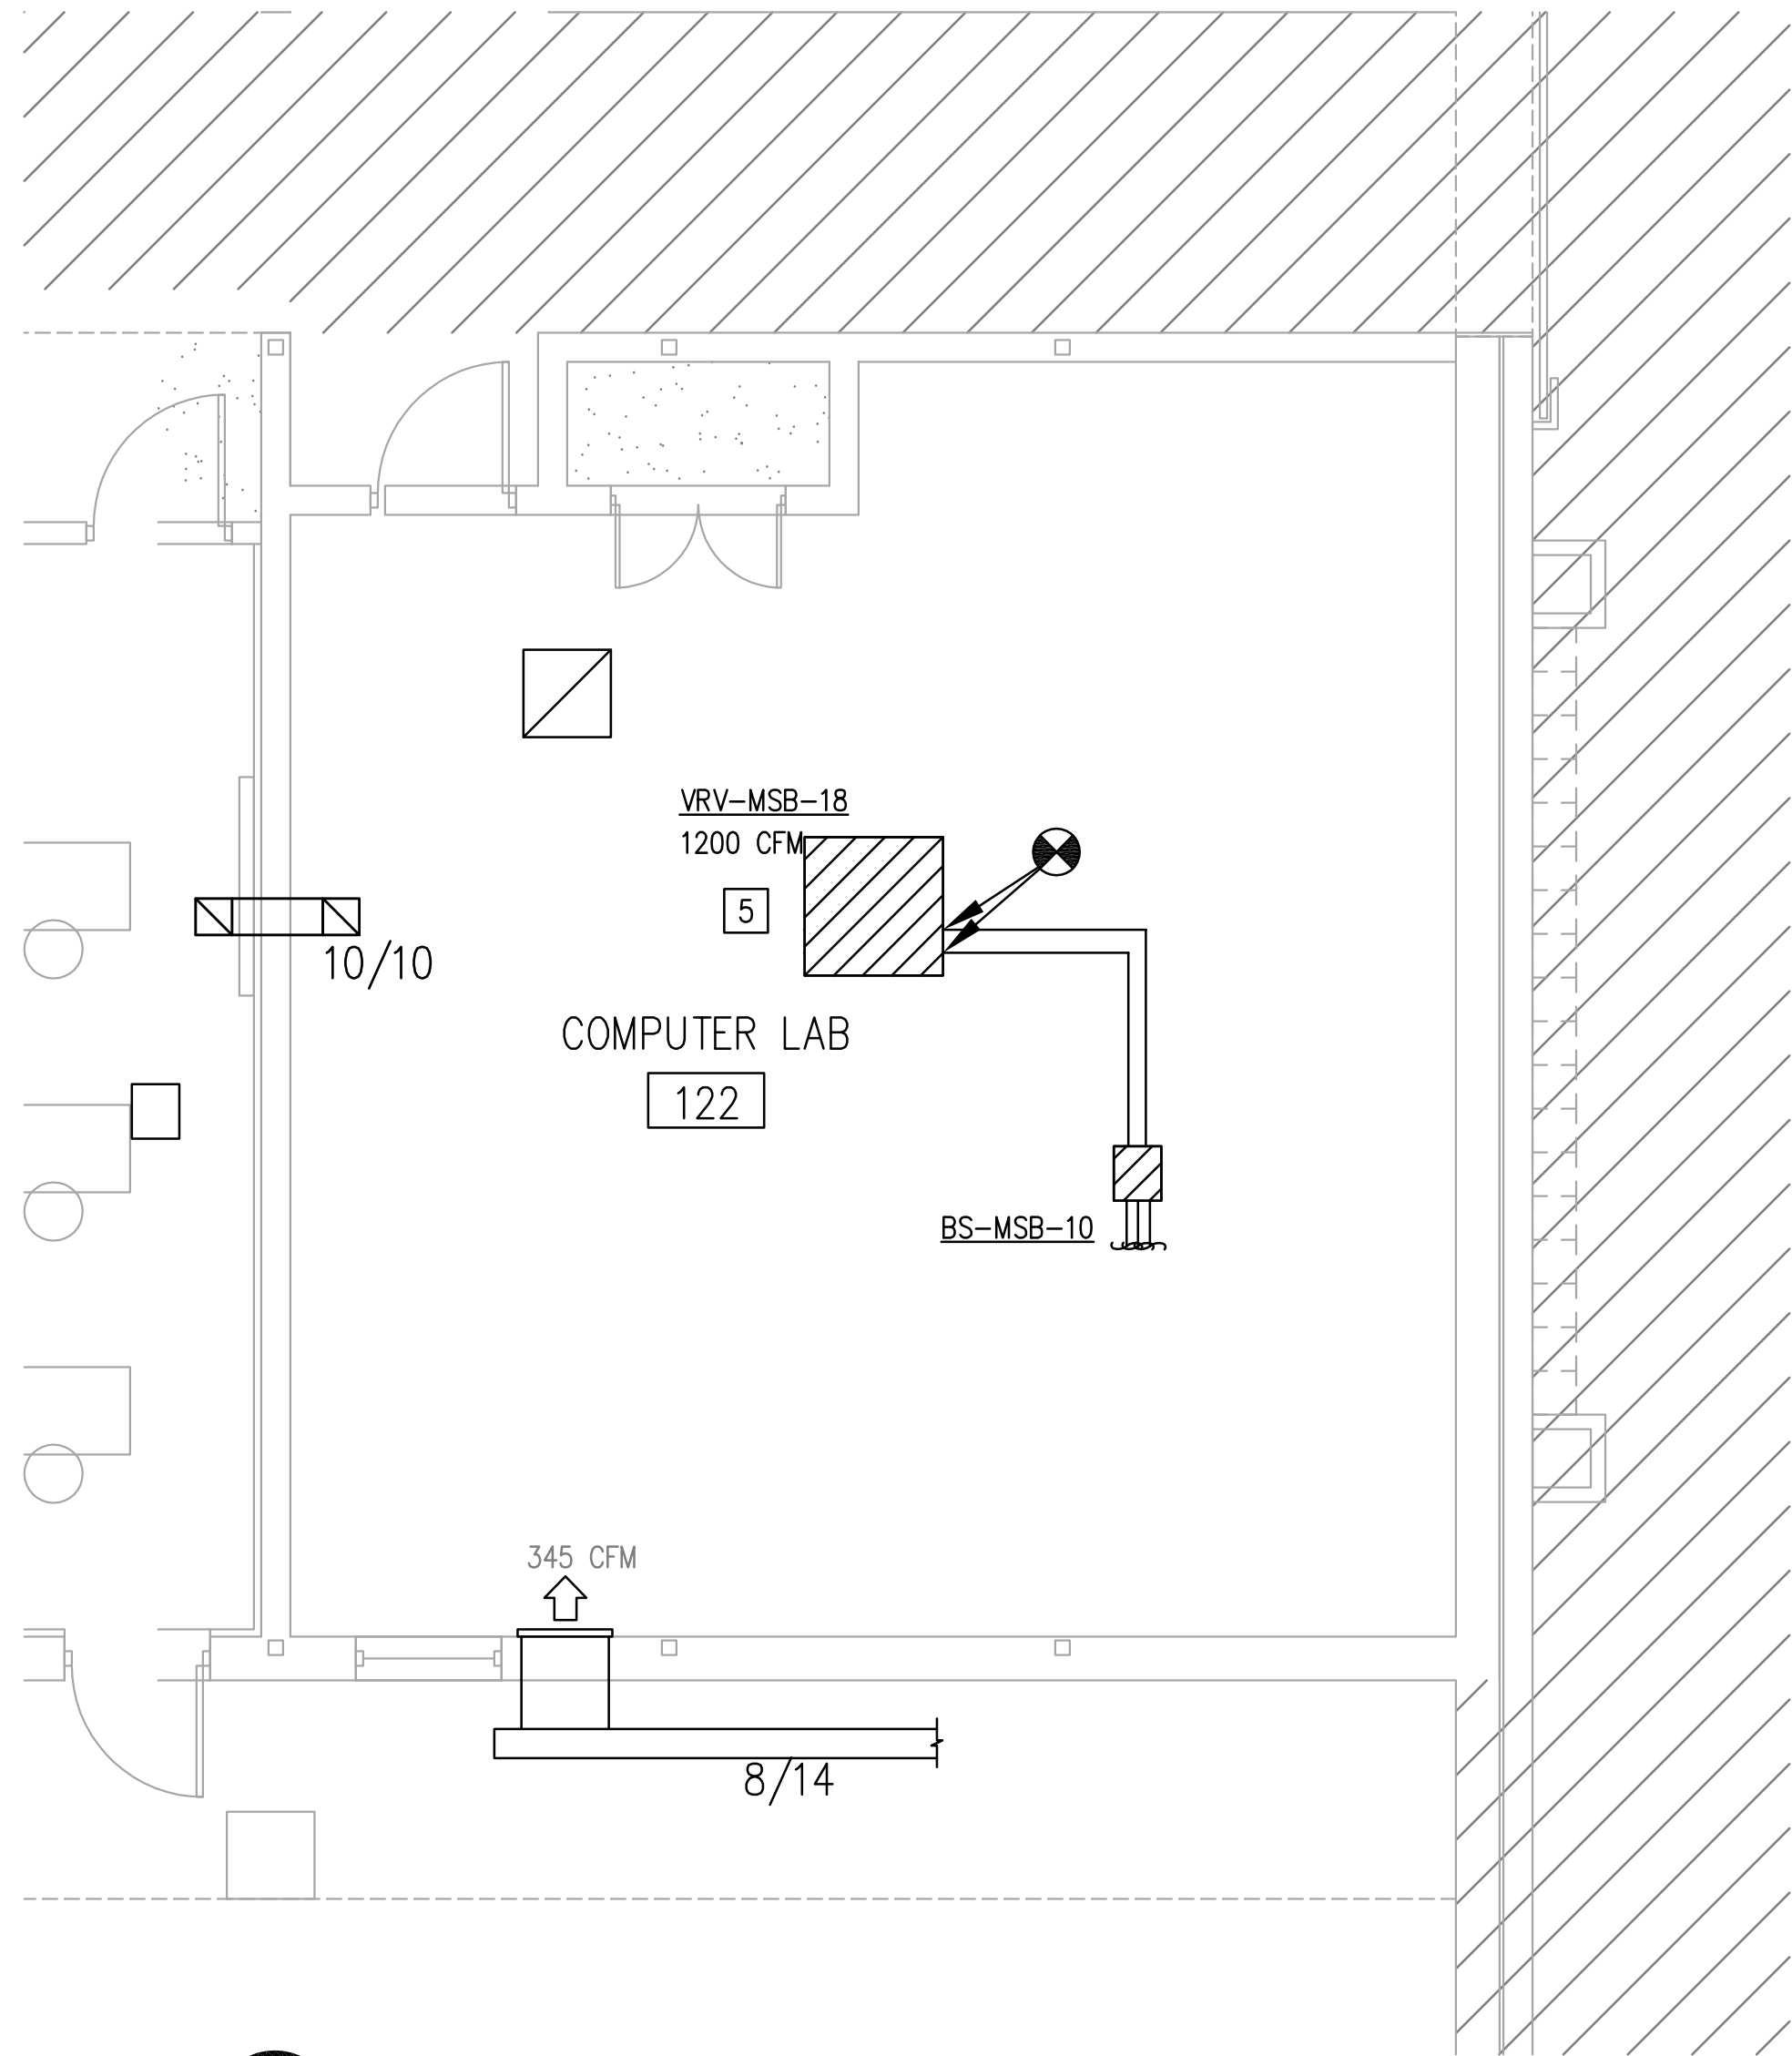 VRV-MSB-18
1200 CFM
5
10/10
COMPUTER LAB
122
BS-MSB-10
345 CFM
8/14